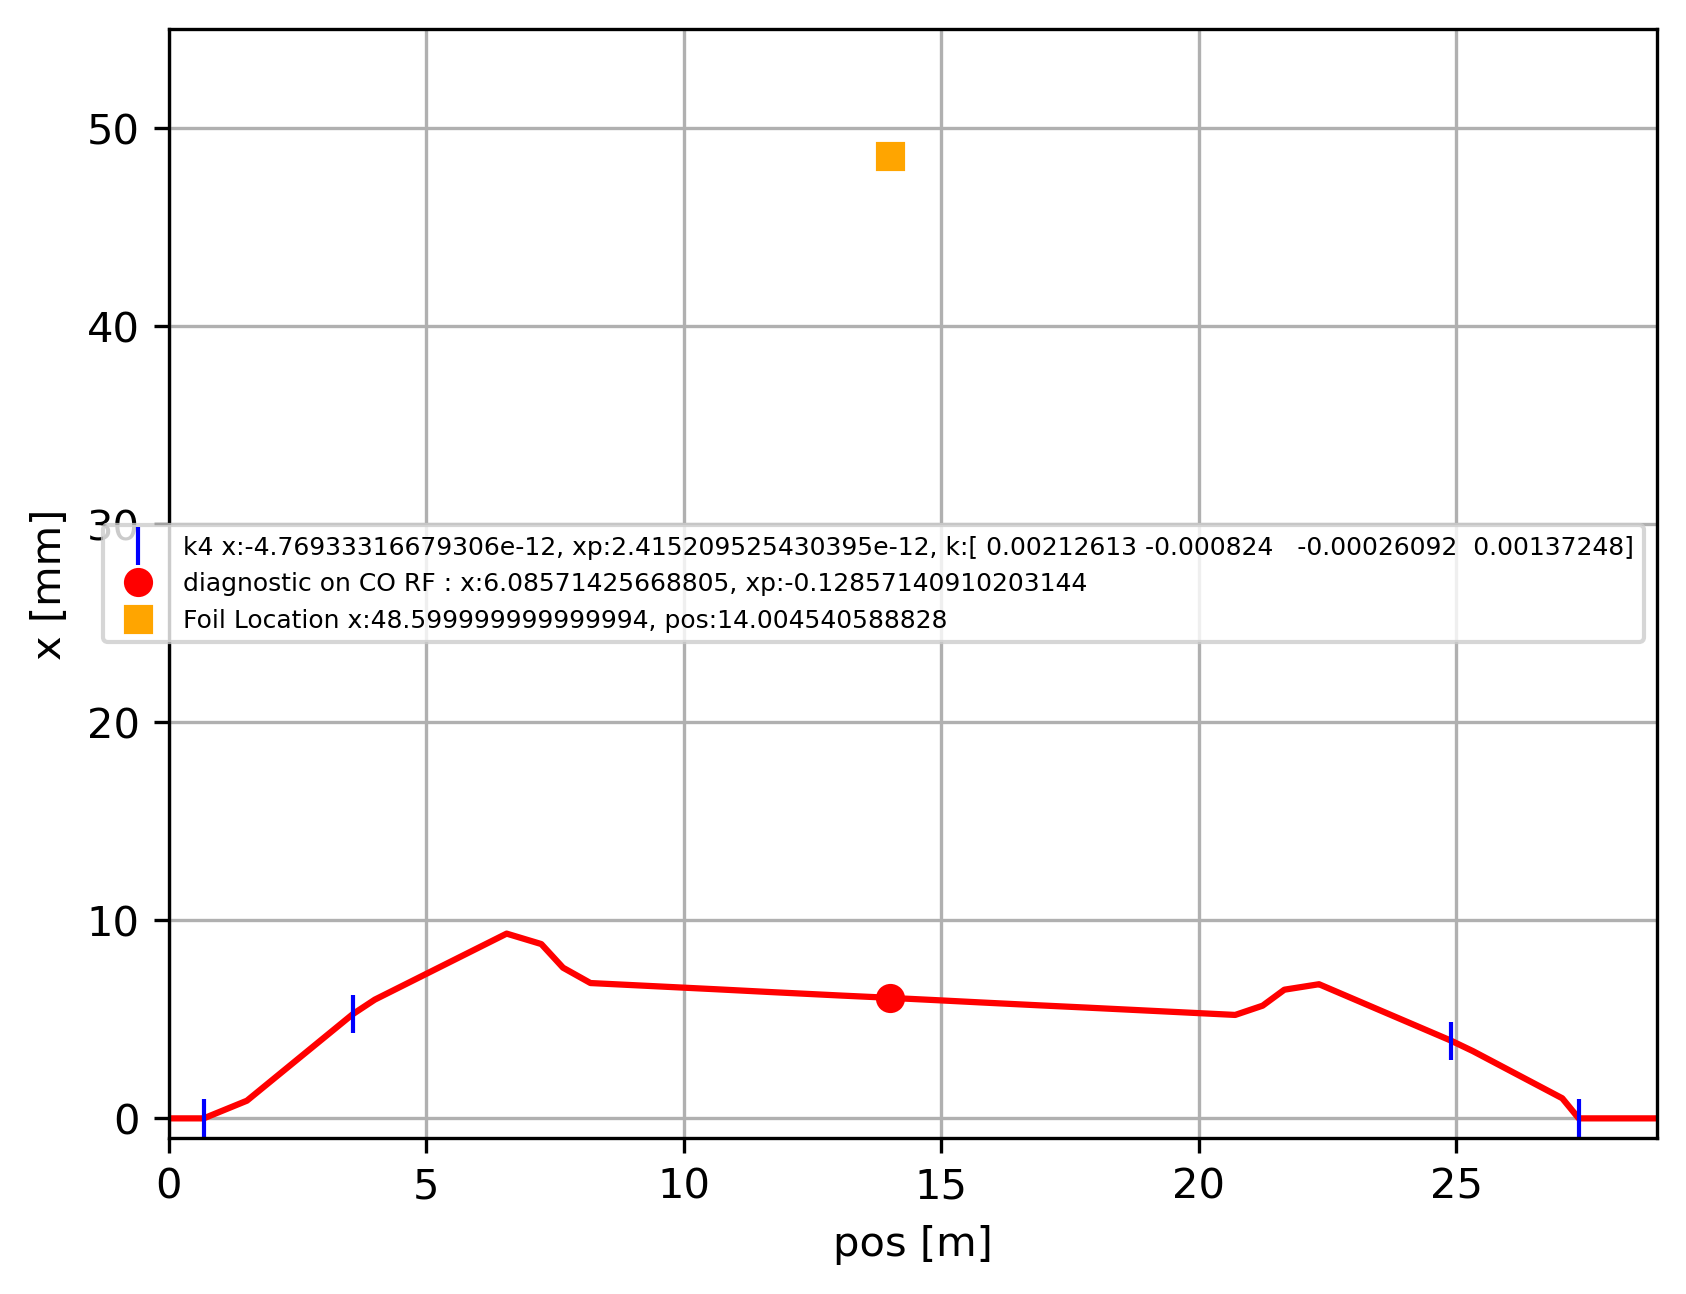 50
40
30
k4 x:-4.76933316679306e-12, xp:2.415209525430395e-12, k:[ 0.00212613 -0.000824 -0.00026092 0.00137248]
diagnostic on CO RF : x:6.08571425668805, xp:-0.12857140910203144
Foil Location x:48.599999999999994, pos:14.004540588828
x [mm]
20
10
0
0 5 10 15 20 25
pos [m]